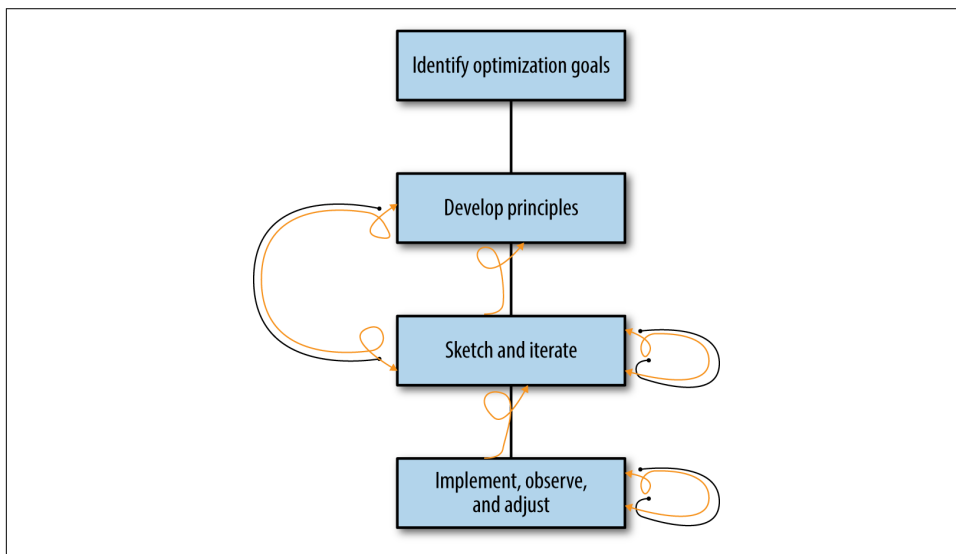 Identify optimization goals
Develop principles
Sketch and iterate
Implement, observe,
and adjust